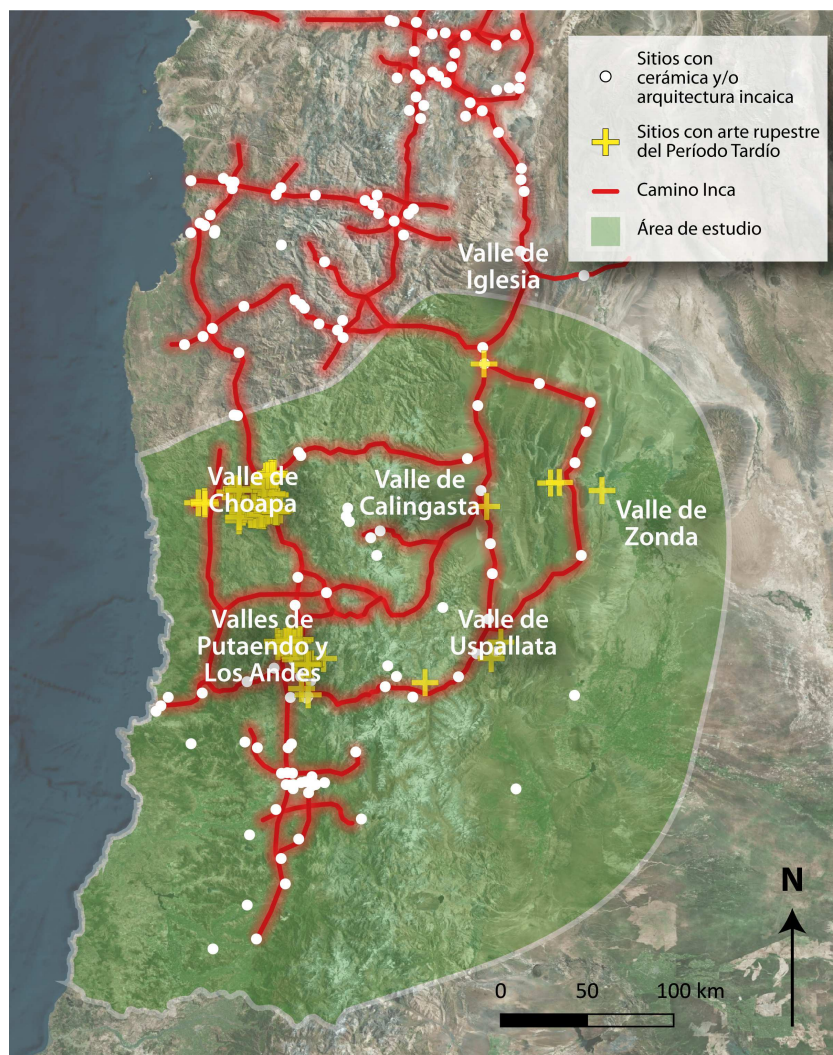 Sitios con
cerámica y/o
arquitectura incaica
Sitios con arte rupestre
del Período Tardío
Camino Inca
Área de estudio
Valle de
Iglesia
Valle de
Choapa
Valle de
Calingasta
Valle de
Zonda
Valles de
Putaendo y
Los Andes
Valle de
Uspallata
N
0 50 100 km